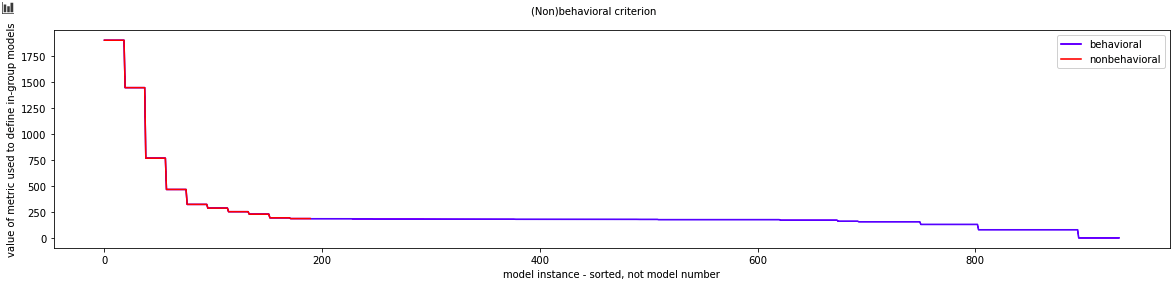 (Non)behavioral criterion
value of metric used to define in-group models
1750
1500
1250
1000
750
500
250
0
behavioral
nonbehavioral
0
200
400
600
800
model instance - sorted, not model number